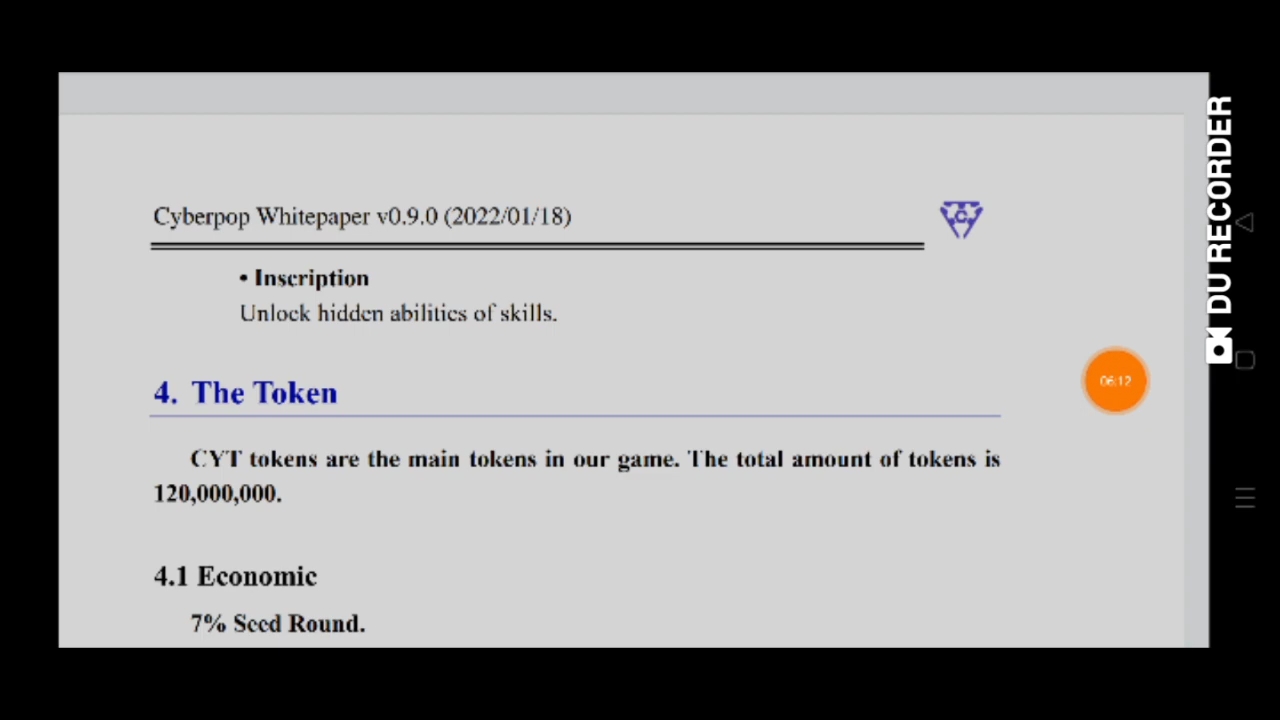 Cyberpop Whitepaper v0.9.0 (2022/01/18)
• Inscription
Unlock hidden abilities of skills.
4. The Token
CYT tokens are the main tokens in our game. The total amount of tokens is
120,000,000.
4.1 Economic
7% Seed Round.
06:12
DU RECORDER